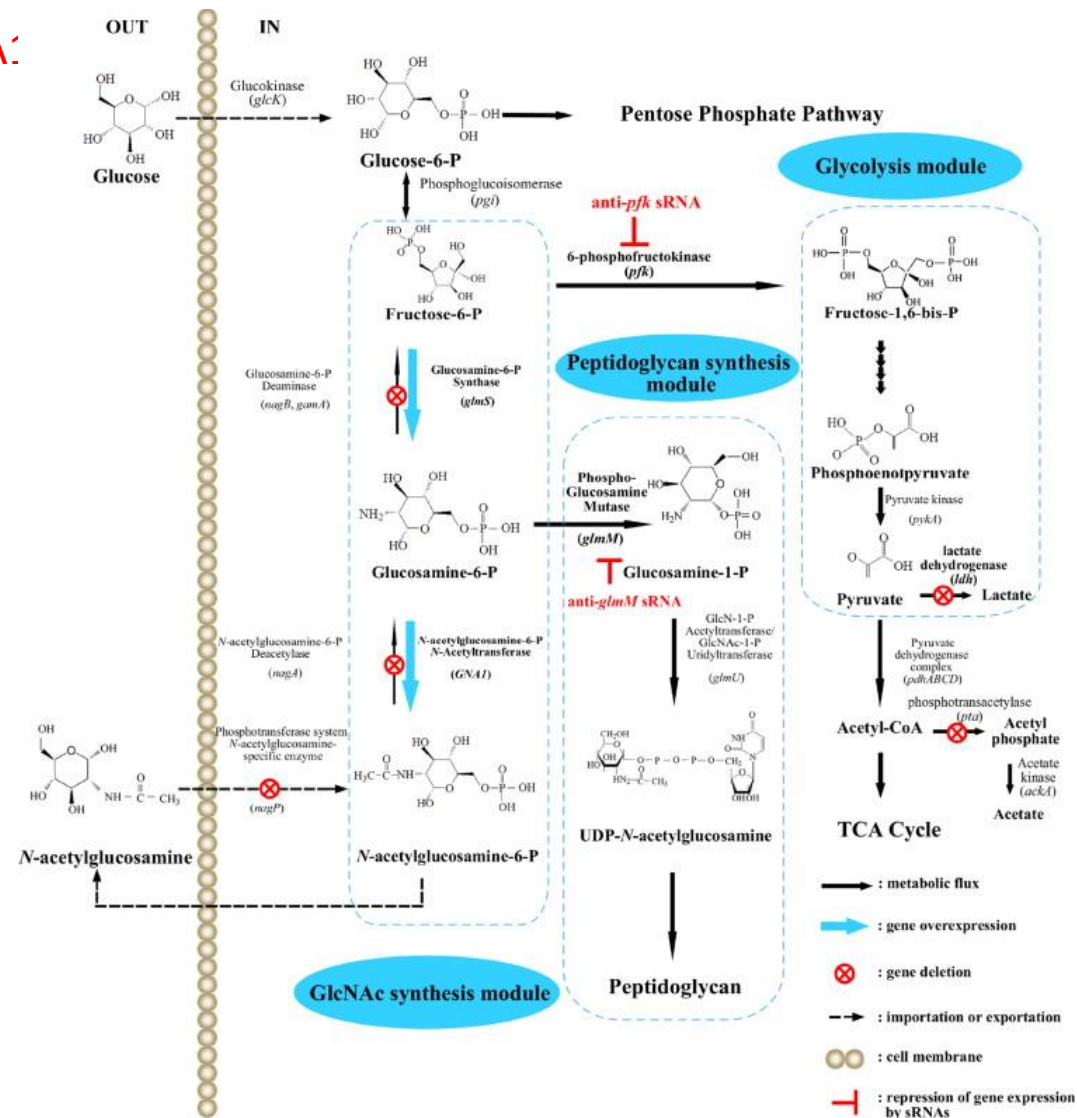 OUT
IN
Glucokinase
(glcK)
Glucose
Glucose-6-P
Pentose Phosphate Pathway
Glycolysis module
Phosphoglucoisomerase
(pgi)
anti-pfk sRNA
6-phosphofructokinase
(pfk)
Fructose-6-P
Fructose-1,6-bis-P
Peptidoglycan synthesis
module
Glucosamine-6-P
Deaminase
(nagB, gamA)
Glucosamine-6-P
Synthase
(glmS)
Phosphoenolpyruvate
Phospho-
Glucosamine
Mutase
(glmM)
Pyruvate kinase
(pykA)
Glucosamine-6-P
Glucosamine-1-P
anti-glmM sRNA
lactate
dehydrogenase
(ldh)
Pyruvate
Lactate
N-acetylglucosamine-6-P
Deacetylase
(nagA)
N-acetylglucosamine-6-P
N-Acetyltransferase
(GNA1)
GlcN-1-P
Acetyltransferase/
GlcNAc-1-P
Uridyltransferase
(glmU)
Pyruvate
dehydrogenase
complex
(pdhABCD)
phosphotransacetylase
(pta)
Acetyl-CoA
Acetyl
phosphate
Phosphotransferase system
N-acetylglucosamine-
specific enzyme
(nagP)
Acetate
kinase
(ackA)
Acetate
N-acetylglucosamine
N-acetylglucosamine-6-P
UDP-N-acetylglucosamine
TCA Cycle
Peptidoglycan
GlcNAc synthesis module
: metabolic flux
: gene overexpression
: gene deletion
: importation or exportation
: cell membrane
: repression of gene expression
by sRNAs